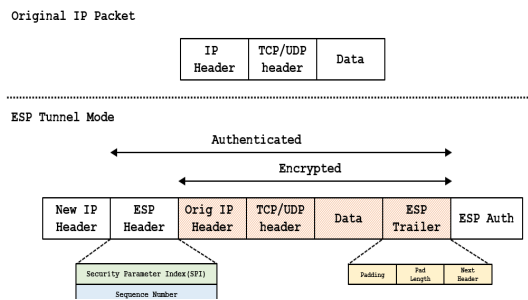 Original IP Packet
IP Header
TCP/UDP header
Data
ESP Tunnel Mode
Authenticated
Encrypted
New IP Header
ESP Header
Orig IP Header
TCP/UDP header
Data
ESP Trailer
ESP Auth
Security Parameter Index(SPI)
Sequence Number
Padding
Pad Length
Next Header